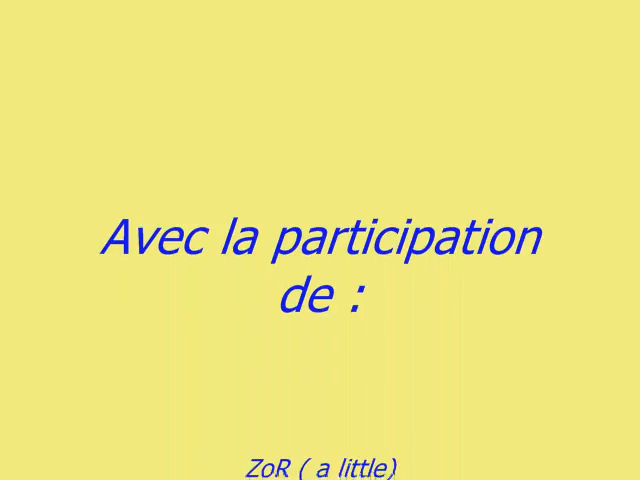 Avec la participation
de :
ZoR ( a little)